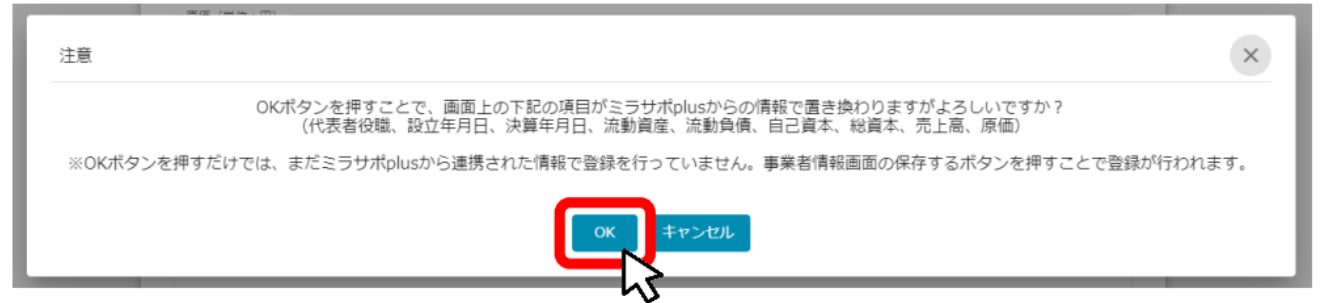 原価（単位：円）
注意
OKボタンを押すことで、画面上の下記の項目がミラサポplusからの情報で置き換わりますがよろしいですか？
（代表者役職、設立年月日、決算年月日、流動資産、流動負債、自己資本、総資本、売上高、原価）
※OKボタンを押すだけでは、まだミラサポplusから連携された情報で登録を行っていません。事業者情報画面の保存するボタンを押すことで登録が行われます。
OK キャンセル